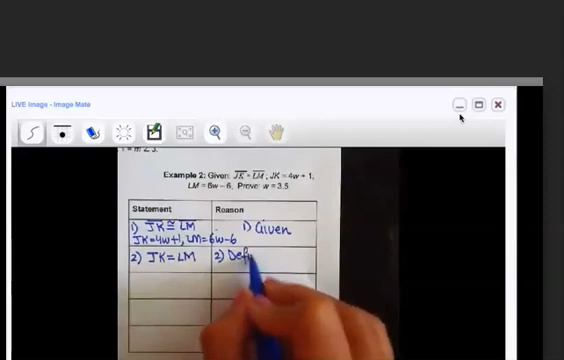 LIVE Image - Image Mate
Example 2: Given: JK ≅ LM; JK = 4w + 1,
LM = 6w – 6; Prove: w = 3.5
Statement Reason
1) JK ≅ LM 1) Given
JK=4w+1, LM=6w-6
2) JK = LM 2) Def